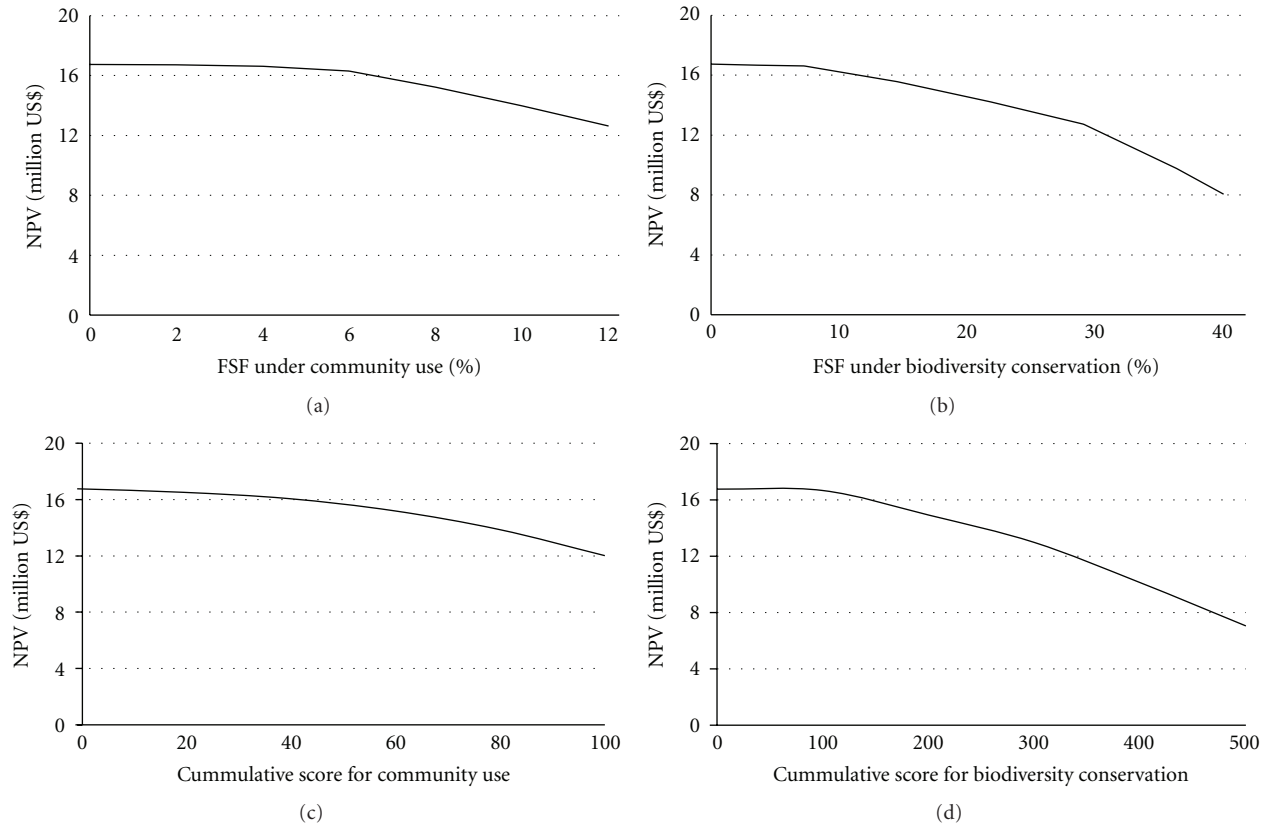 20
16
12
8
4
0
NPV (million US$)
0 2 4 6 8 10 12
FSF under community use (%)
(a)
20
16
12
8
4
0
NPV (million US$)
0 10 20 30 40
FSF under biodiversity conservation (%)
(b)
20
16
12
8
4
0
NPV (million US$)
0 20 40 60 80 100
Cummulative score for community use
(c)
20
16
12
8
4
0
NPV (million US$)
0 100 200 300 400 500
Cummulative score for biodiversity conservation
(d)